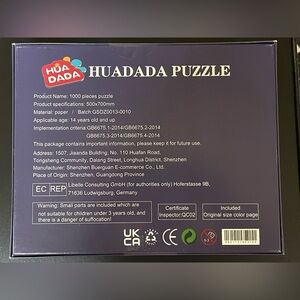 HUA
DADA
HUADADA PUZZLE
Product Name: 1000 pieces puzzle
Product specifications: 500x700mm
Material: paper / Batch:GSDZ0013-0010
Applicable age: 14 years old and up
Implementation criteria:GB6675.1-2014/GB6675.2-2014
GB6675.3-2014/GB6675.4-2014
This package contains important information, please keep it for future use.
Address: 1507, Jiaanda Building, No. 110 Huafan Road,
Tongsheng Community, Dalang Street, Longhua District, Shenzhen
Manufacturer: Shenzhen Buerguang e-commerce Co., Ltd
Place of Origin: Shenzhen, Guangdong Province
EC REP
Libelle Consulting GmbH (for authorities only) Hoferstasse 9B,
71636 Ludwigsburg, Germany
Warning: Small parts are included which are
not suitable for children under 3 years old, and
there is a danger of suffocation!
UK
CA
CE
0-3
Certificate
Inspector:QC02
Included
Original size color page